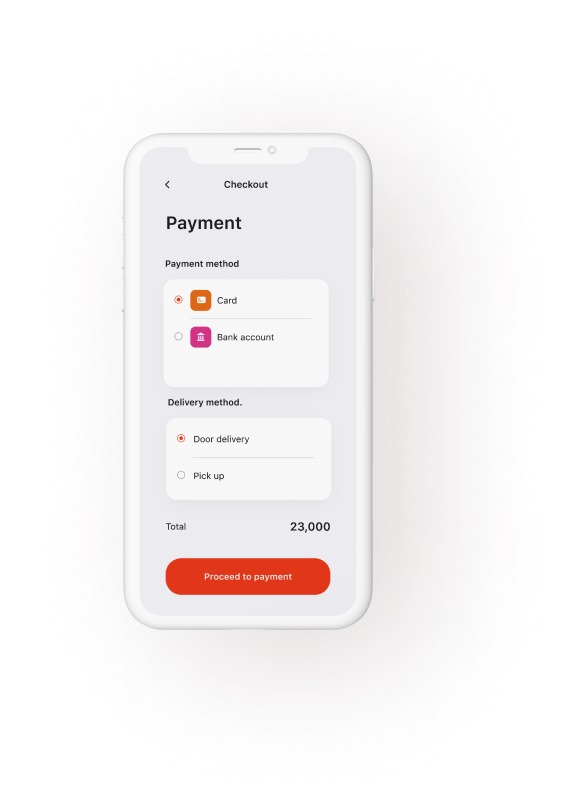 Checkout
Payment
Payment method
Card
Bank account
Delivery method.
Door delivery
Pick up
Total 23,000
Proceed to payment